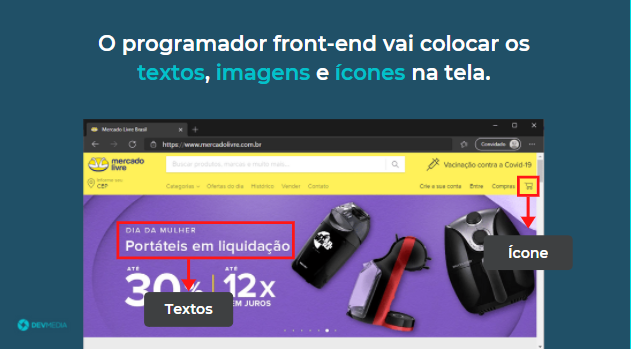 O programador front-end vai colocar os
textos, imagens e ícones na tela.
Mercado Livre Brasil
https://www.mercadolivre.com.br
Convidado
mercado
livre
Buscar produtos, marcas e muito mais...
Vacinação contra a Covid-19
Informe seu
CEP
Categorias Ofertas do dia Histórico Vender Contato
Crie a sua conta Entre Compras
DIA DA MULHER
Portáteis em liquidação
Ícone
ATÉ
30%
ATÉ
12x
EM JUROS
Textos
DEVMEDIA